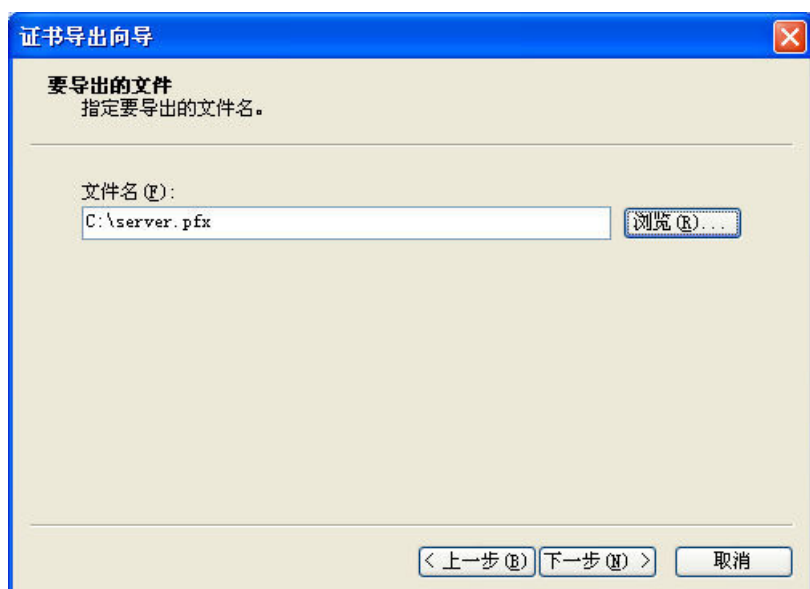 证书导出向导
要导出的文件
指定要导出的文件名。
文件名(F):
C:\server.pfx
浏览(R)...
< 上一步(B)
下一步(N) >
取消